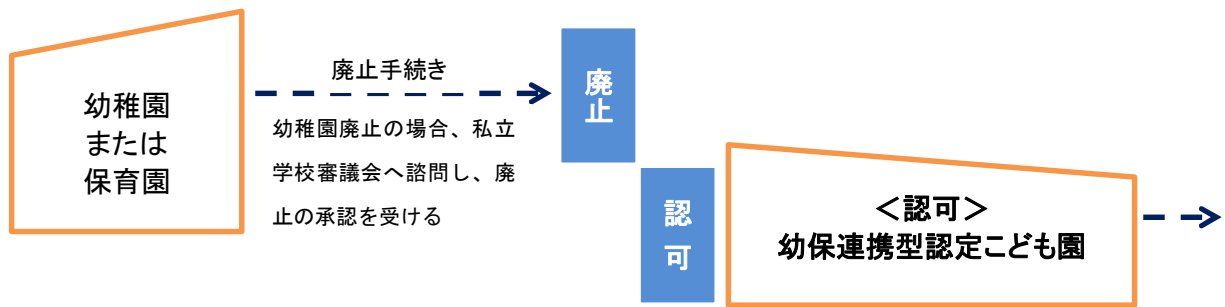 幼稚園
または
保育園
廃止手続き
幼稚園廃止の場合、私立
学校審議会へ諮問し、廃
止の承認を受ける
廃止
認可
＜認可＞
幼保連携型認定こども園